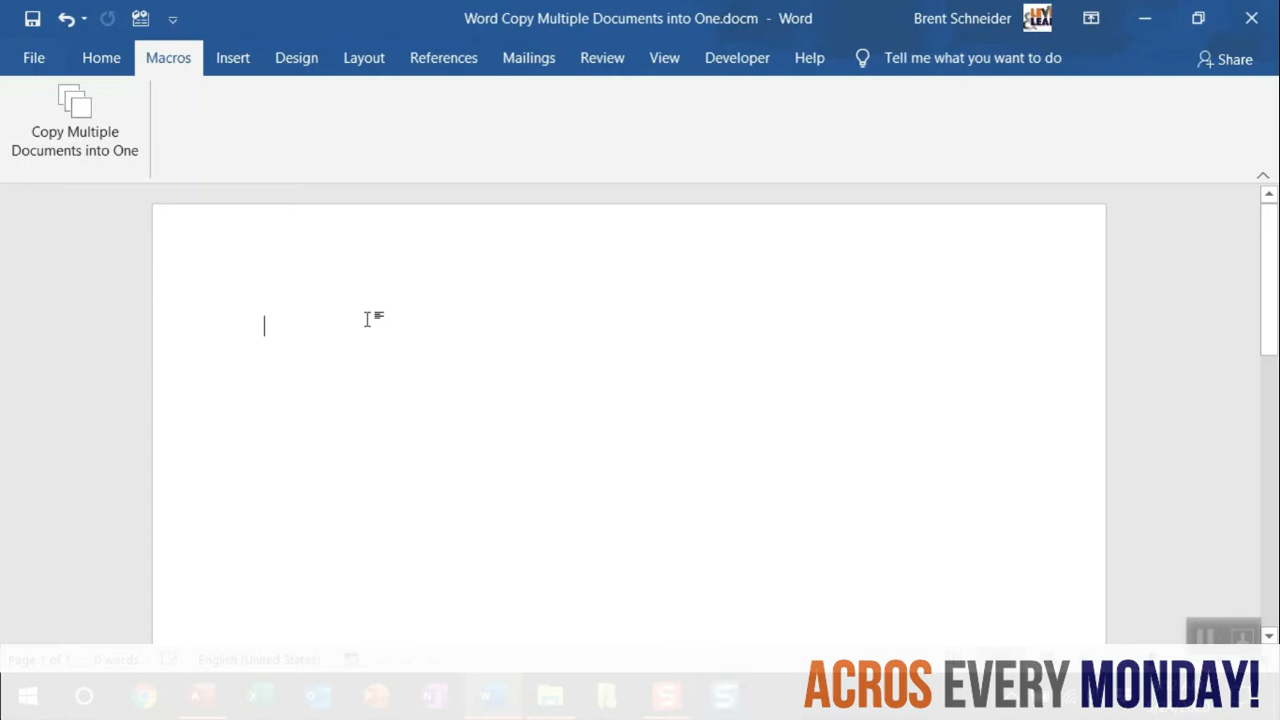 Word Copy Multiple Documents into One.docm - Word
Brent Schneider
File Home Macros Insert Design Layout References Mailings Review View Developer Help Tell me what you want to do Share
Copy Multiple
Documents into One
Page 1 of 1 0 words English (United States)
ACROS EVERY MONDAY!